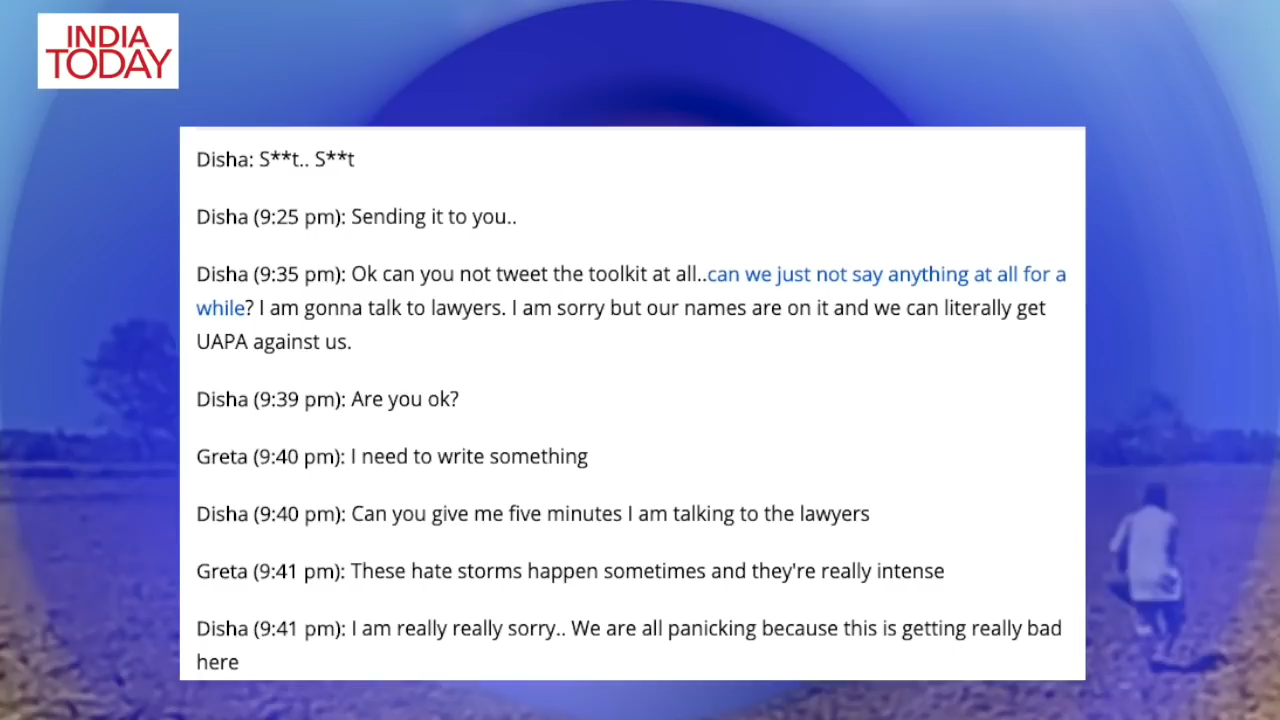 INDIA
TODAY
Disha: S**t.. S**t
Disha (9:25 pm): Sending it to you..
Disha (9:35 pm): Ok can you not tweet the toolkit at all..can we just not say anything at all for a
while? I am gonna talk to lawyers. I am sorry but our names are on it and we can literally get
UAPA against us.
Disha (9:39 pm): Are you ok?
Greta (9:40 pm): I need to write something
Disha (9:40 pm): Can you give me five minutes I am talking to the lawyers
Greta (9:41 pm): These hate storms happen sometimes and they're really intense
Disha (9:41 pm): I am really really sorry.. We are all panicking because this is getting really bad
here